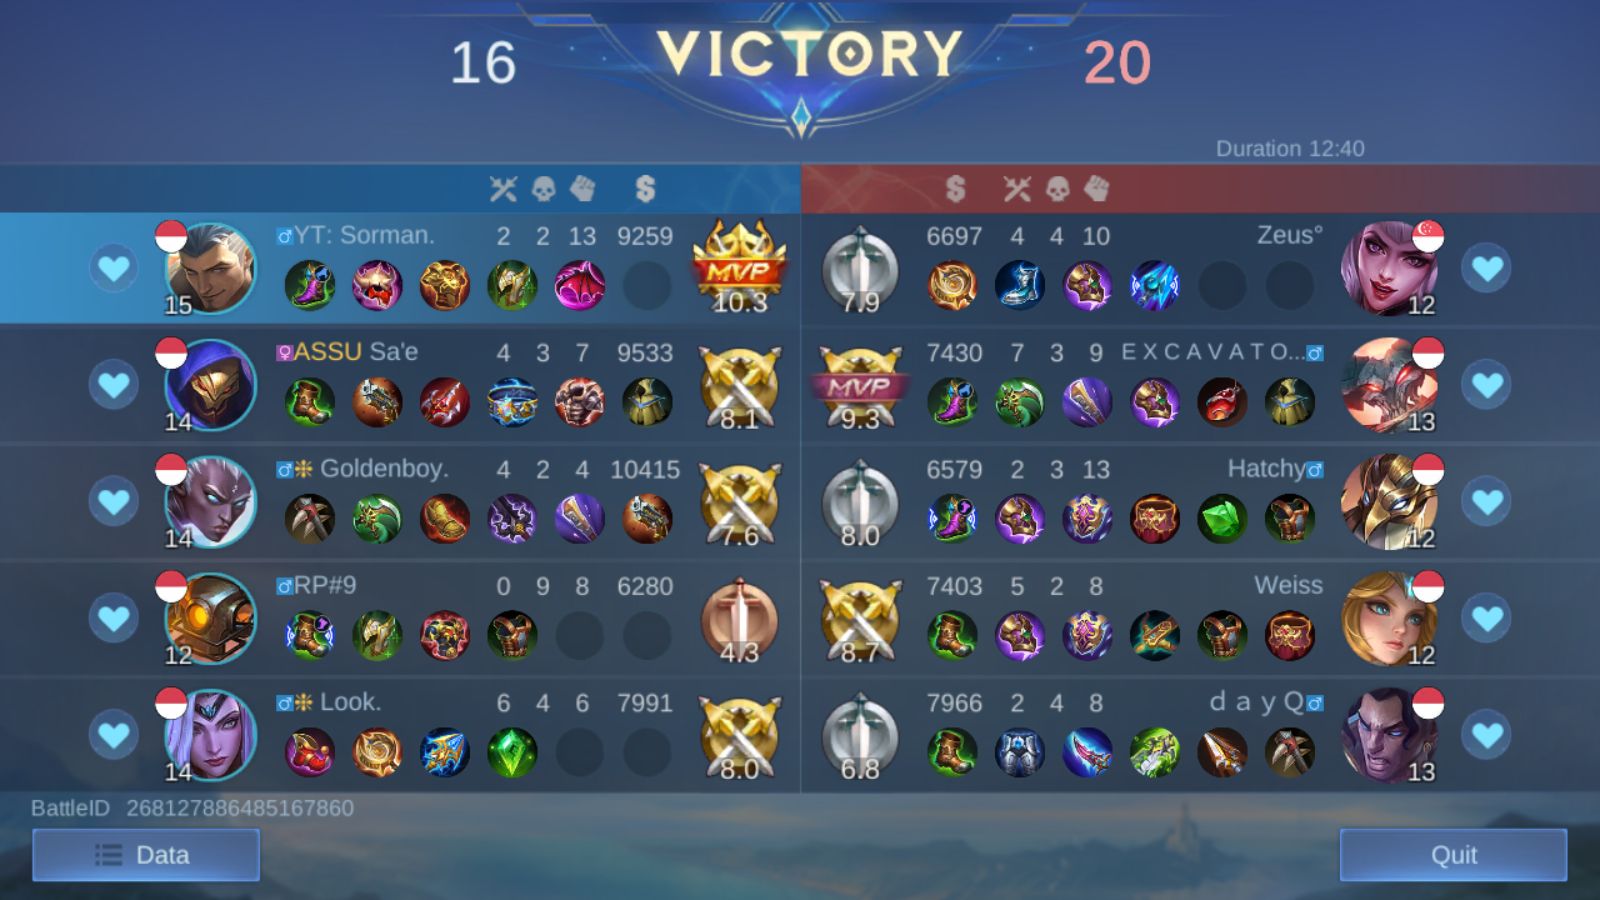 16 VICTORY 20
Duration 12:40
YT: Sorman. 2 2 13 9259 MVP 10.3 15
ASSU Sa'e 4 3 7 9533 8.1 14
Goldenboy. 4 2 4 10415 7.6 14
RP#9 0 9 8 6280 4.3 12
Look. 6 4 6 7991 8.0 14
7.9 6697 4 4 10 Zeus° 12
MVP 9.3 7430 7 3 9 E X C A V A T O... 13
8.0 6579 2 3 13 Hatchy 12
8.7 7403 5 2 8 Weiss 12
6.8 7966 2 4 8 d a y Q 13
BattleID 268127886485167860
Data
Quit